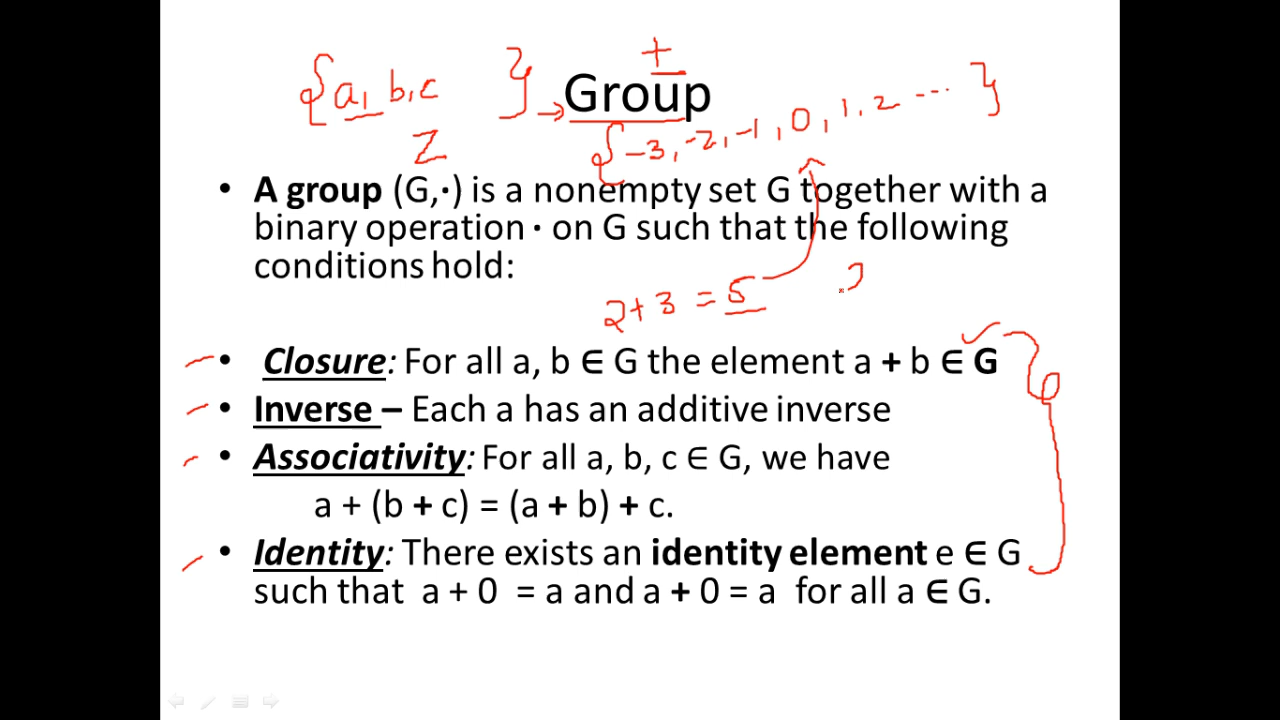 +
{a, b, c } → Group
Z {-3, -2, -1, 0, 1, 2 --- }
• A group (G,·) is a nonempty set G together with a
binary operation · on G such that the following
conditions hold:
2+3 = 5
• Closure: For all a, b ∈ G the element a + b ∈ G
• Inverse – Each a has an additive inverse
• Associativity: For all a, b, c ∈ G, we have
a + (b + c) = (a + b) + c.
• Identity: There exists an identity element e ∈ G
such that a + 0 = a and a + 0 = a for all a ∈ G.